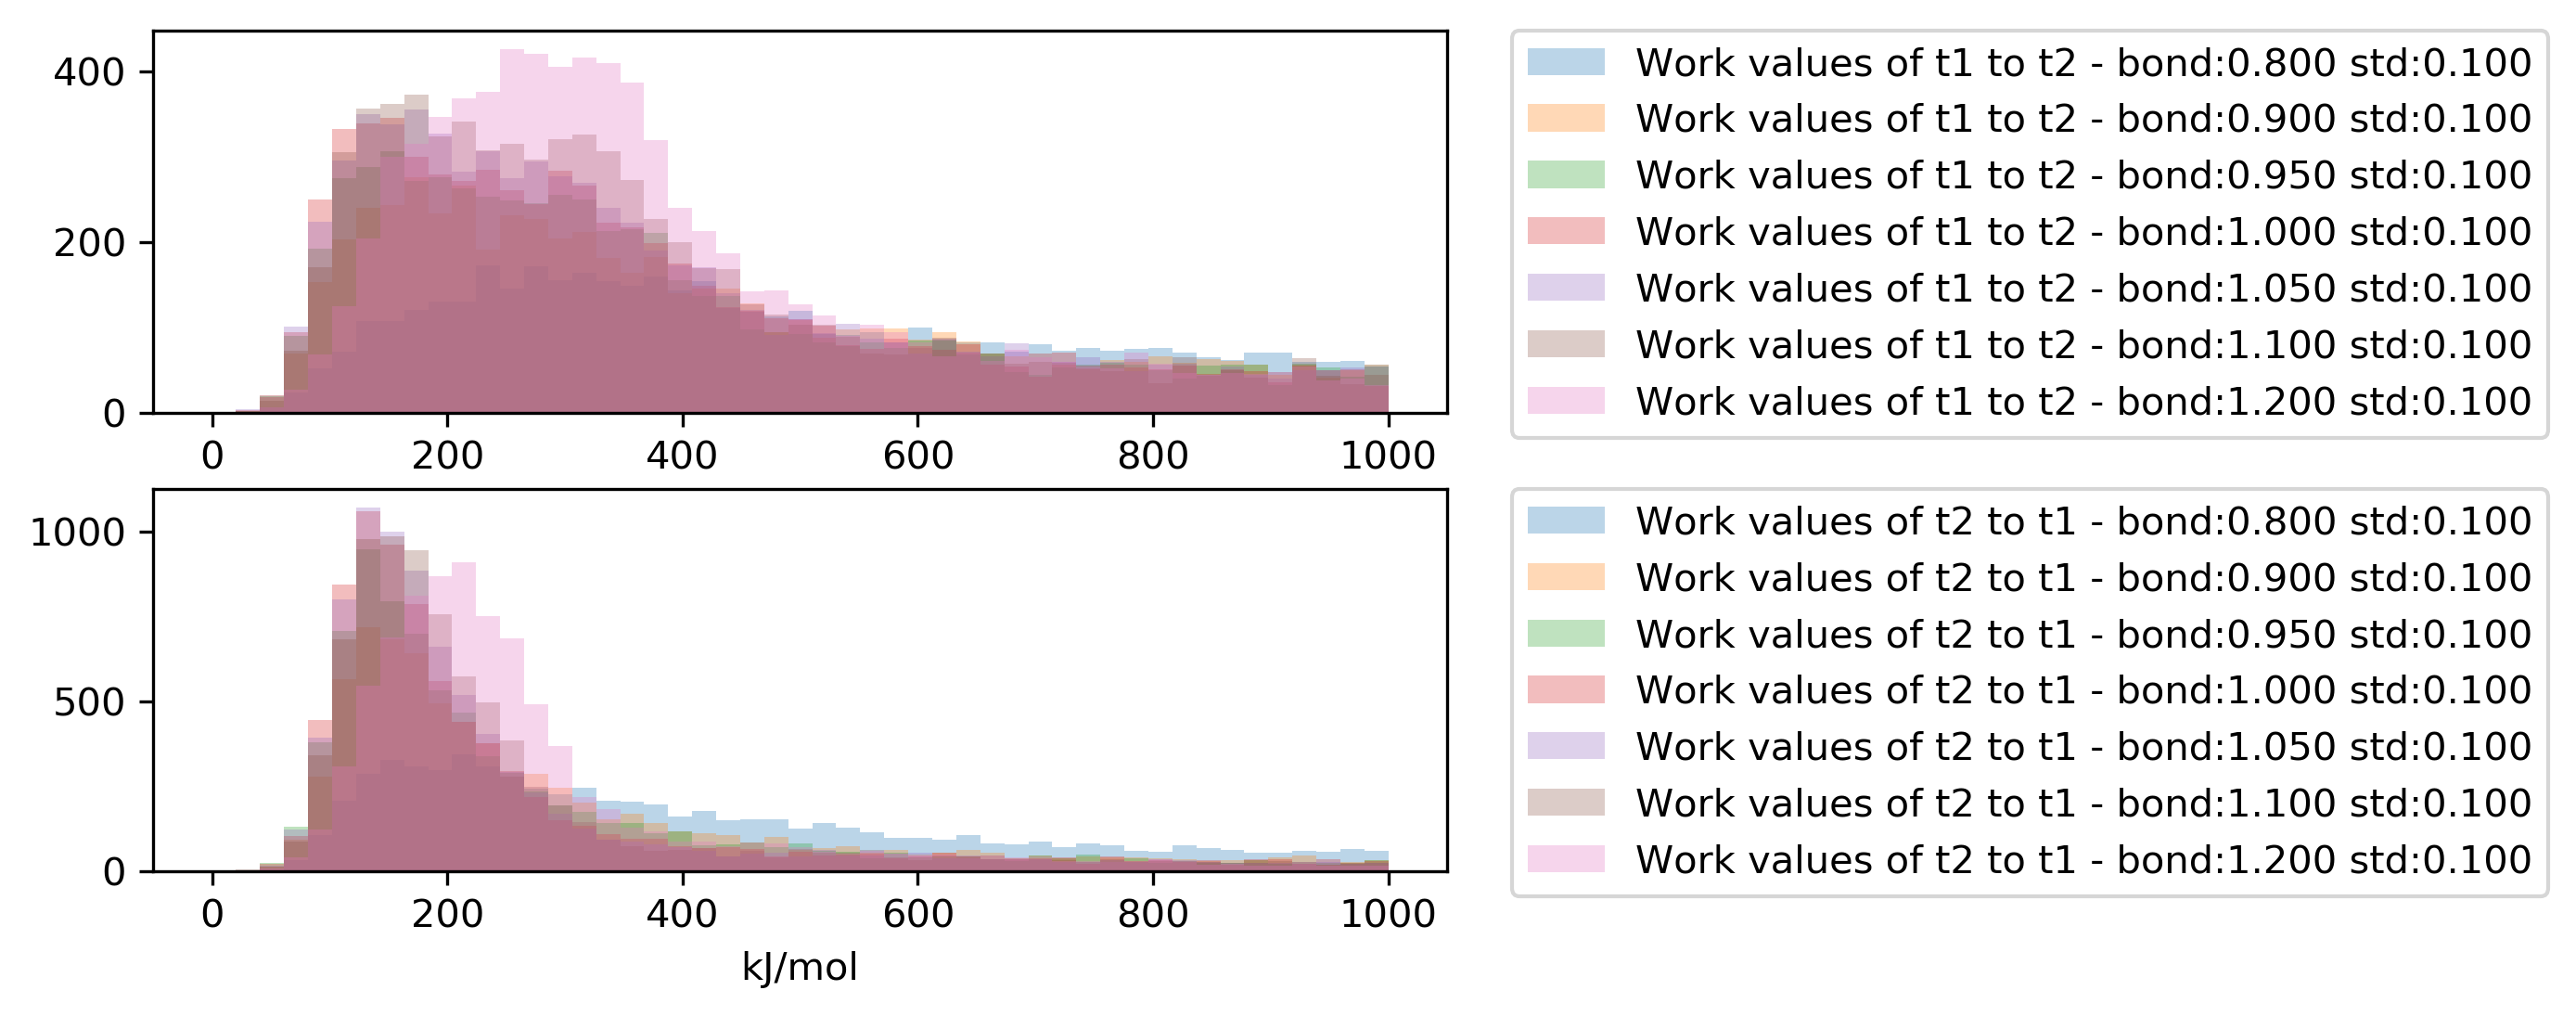 400
200
0
0 200 400 600 800 1000
Work values of t1 to t2 - bond:0.800 std:0.100
Work values of t1 to t2 - bond:0.900 std:0.100
Work values of t1 to t2 - bond:0.950 std:0.100
Work values of t1 to t2 - bond:1.000 std:0.100
Work values of t1 to t2 - bond:1.050 std:0.100
Work values of t1 to t2 - bond:1.100 std:0.100
Work values of t1 to t2 - bond:1.200 std:0.100
1000
500
0
0 200 400 600 800 1000
kJ/mol
Work values of t2 to t1 - bond:0.800 std:0.100
Work values of t2 to t1 - bond:0.900 std:0.100
Work values of t2 to t1 - bond:0.950 std:0.100
Work values of t2 to t1 - bond:1.000 std:0.100
Work values of t2 to t1 - bond:1.050 std:0.100
Work values of t2 to t1 - bond:1.100 std:0.100
Work values of t2 to t1 - bond:1.200 std:0.100